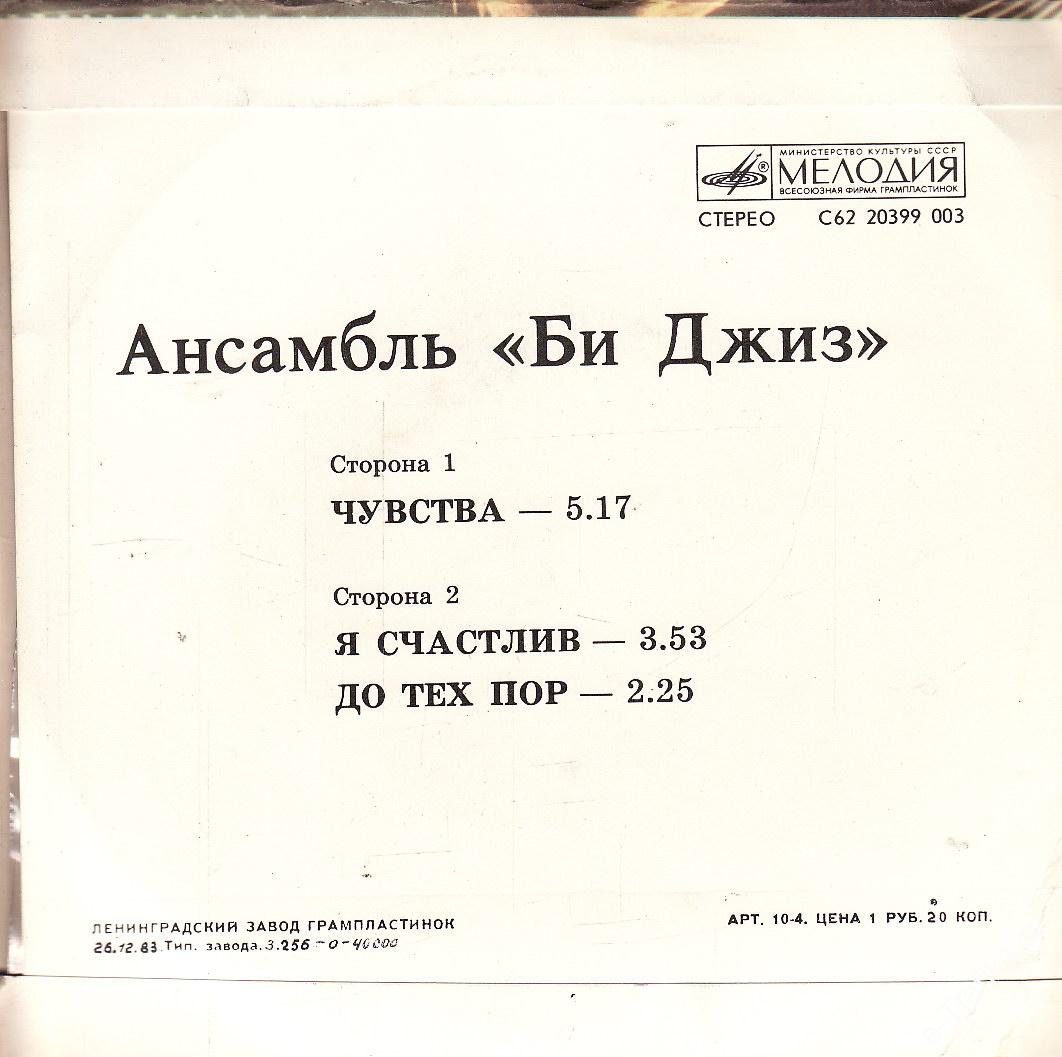 МИНИСТЕРСТВО КУЛЬТУРЫ СССР
МЕЛОДИЯ
ВСЕСОЮЗНАЯ ФИРМА ГРАМПЛАСТИНОК
СТЕРЕО С62 20399 003
Ансамбль «Би Джиз»
Сторона 1
ЧУВСТВА — 5.17
Сторона 2
Я СЧАСТЛИВ — 3.53
ДО ТЕХ ПОР — 2.25
ЛЕНИНГРАДСКИЙ ЗАВОД ГРАМПЛАСТИНОК
26.12.83 Тип. завода.З.256-0-40000
АРТ. 10-4. ЦЕНА 1 РУБ. 20 КОП.